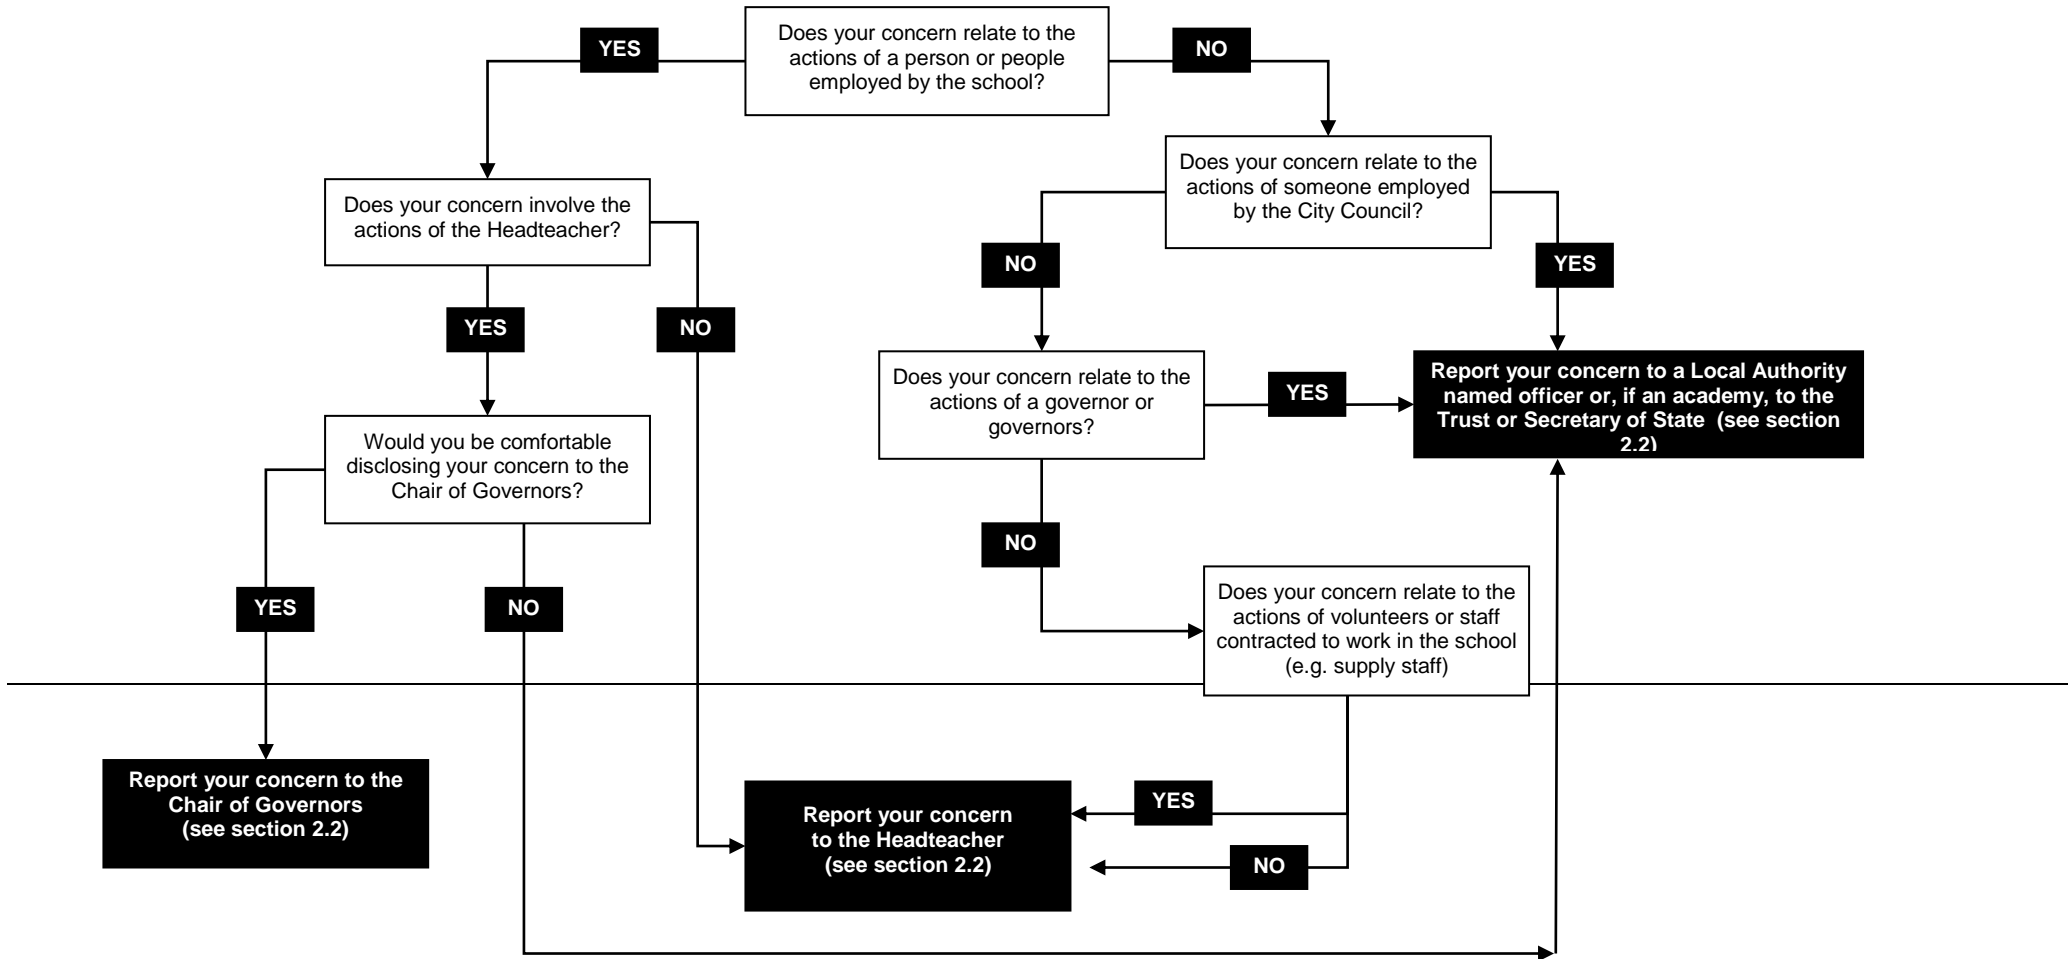 Does your concern relate to the
actions of a person or people
employed by the school?
YES
NO
Does your concern relate to the
actions of someone employed
by the City Council?
Does your concern involve the
actions of the Headteacher?
NO
YES
YES
NO
Does your concern relate to the
actions of a governor or
governors?
YES
Report your concern to a Local Authority
named officer or, if an academy, to the
Trust or Secretary of State (see section
2.2)
Would you be comfortable
disclosing your concern to the
Chair of Governors?
NO
YES
NO
Does your concern relate to the
actions of volunteers or staff
contracted to work in the school
(e.g. supply staff)
Report your concern to the
Chair of Governors
(see section 2.2)
Report your concern
to the Headteacher
(see section 2.2)
YES
NO